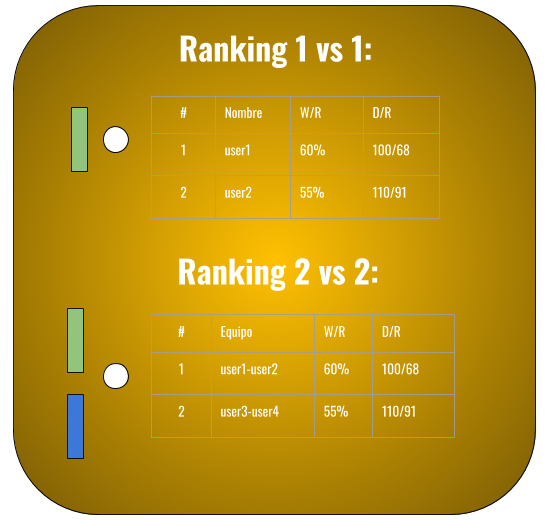 Ranking 1 vs 1:
# Nombre W/R D/R
1 user1 60% 100/68
2 user2 55% 110/91
Ranking 2 vs 2:
# Equipo W/R D/R
1 user1-user2 60% 100/68
2 user3-user4 55% 110/91